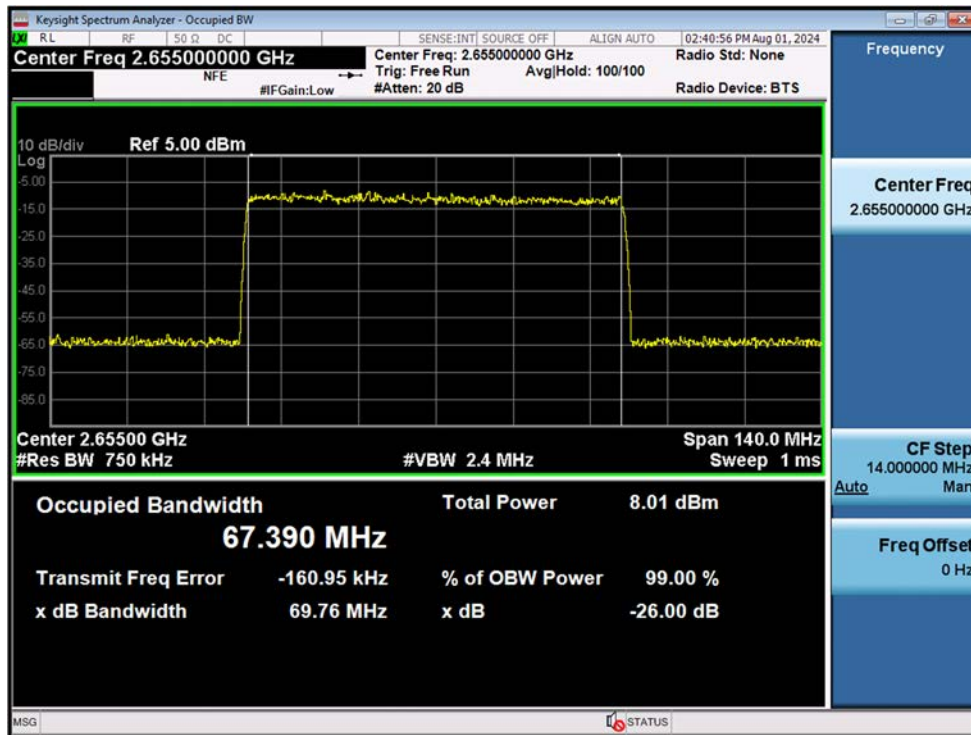 Keysight Spectrum Analyzer - Occupied BW
LXI RL RF 50 Ω DC SENSE:INT SOURCE OFF ALIGN AUTO 02:40:56 PM Aug 01, 2024
Center Freq 2.655000000 GHz
NFE
#IFGain:Low
Center Freq: 2.655000000 GHz
Trig: Free Run Avg|Hold: 100/100
#Atten: 20 dB
Radio Std: None
Radio Device: BTS
10 dB/div Ref 5.00 dBm
Log
-5.00
-15.0
-25.0
-35.0
-45.0
-55.0
-65.0
-75.0
-85.0
Center 2.65500 GHz Span 140.0 MHz
#Res BW 750 kHz #VBW 2.4 MHz Sweep 1 ms
Occupied Bandwidth Total Power 8.01 dBm
67.390 MHz
Transmit Freq Error -160.95 kHz % of OBW Power 99.00 %
x dB Bandwidth 69.76 MHz x dB -26.00 dB
Frequency
Center Freq
2.655000000 GHz
CF Step
14.000000 MHz
Auto Man
Freq Offset
0 Hz
MSG STATUS